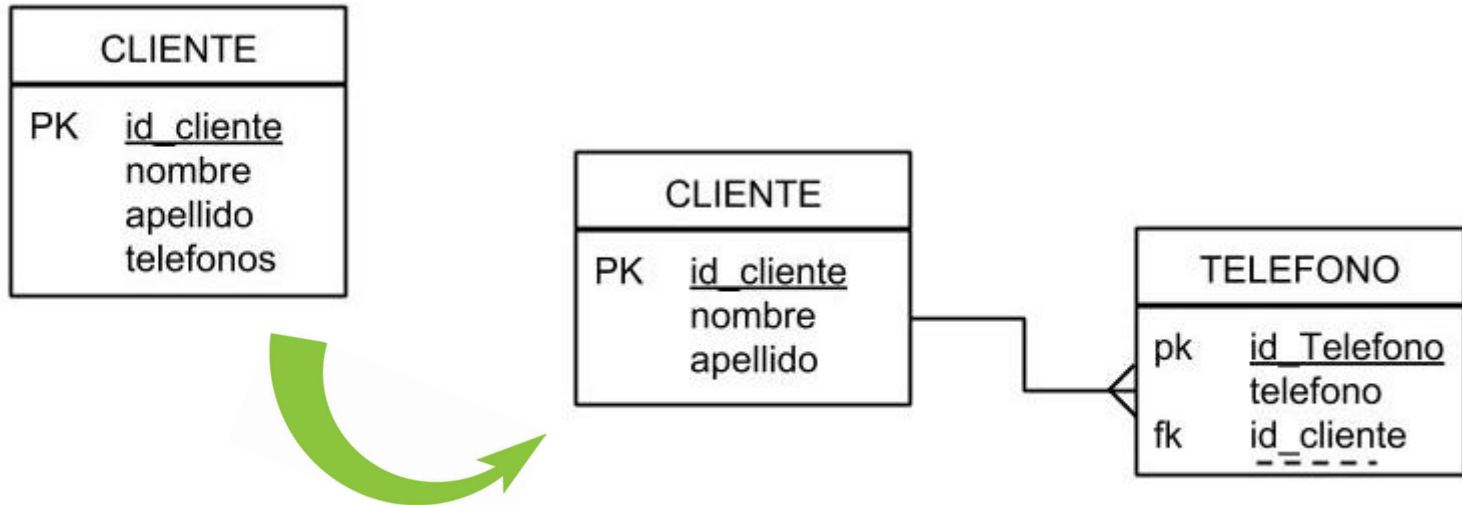 CLIENTE
PK id_cliente
nombre
apellido
telefonos
CLIENTE
PK id_cliente
nombre
apellido
TELEFONO
pk id_Telefono
telefono
fk id_cliente